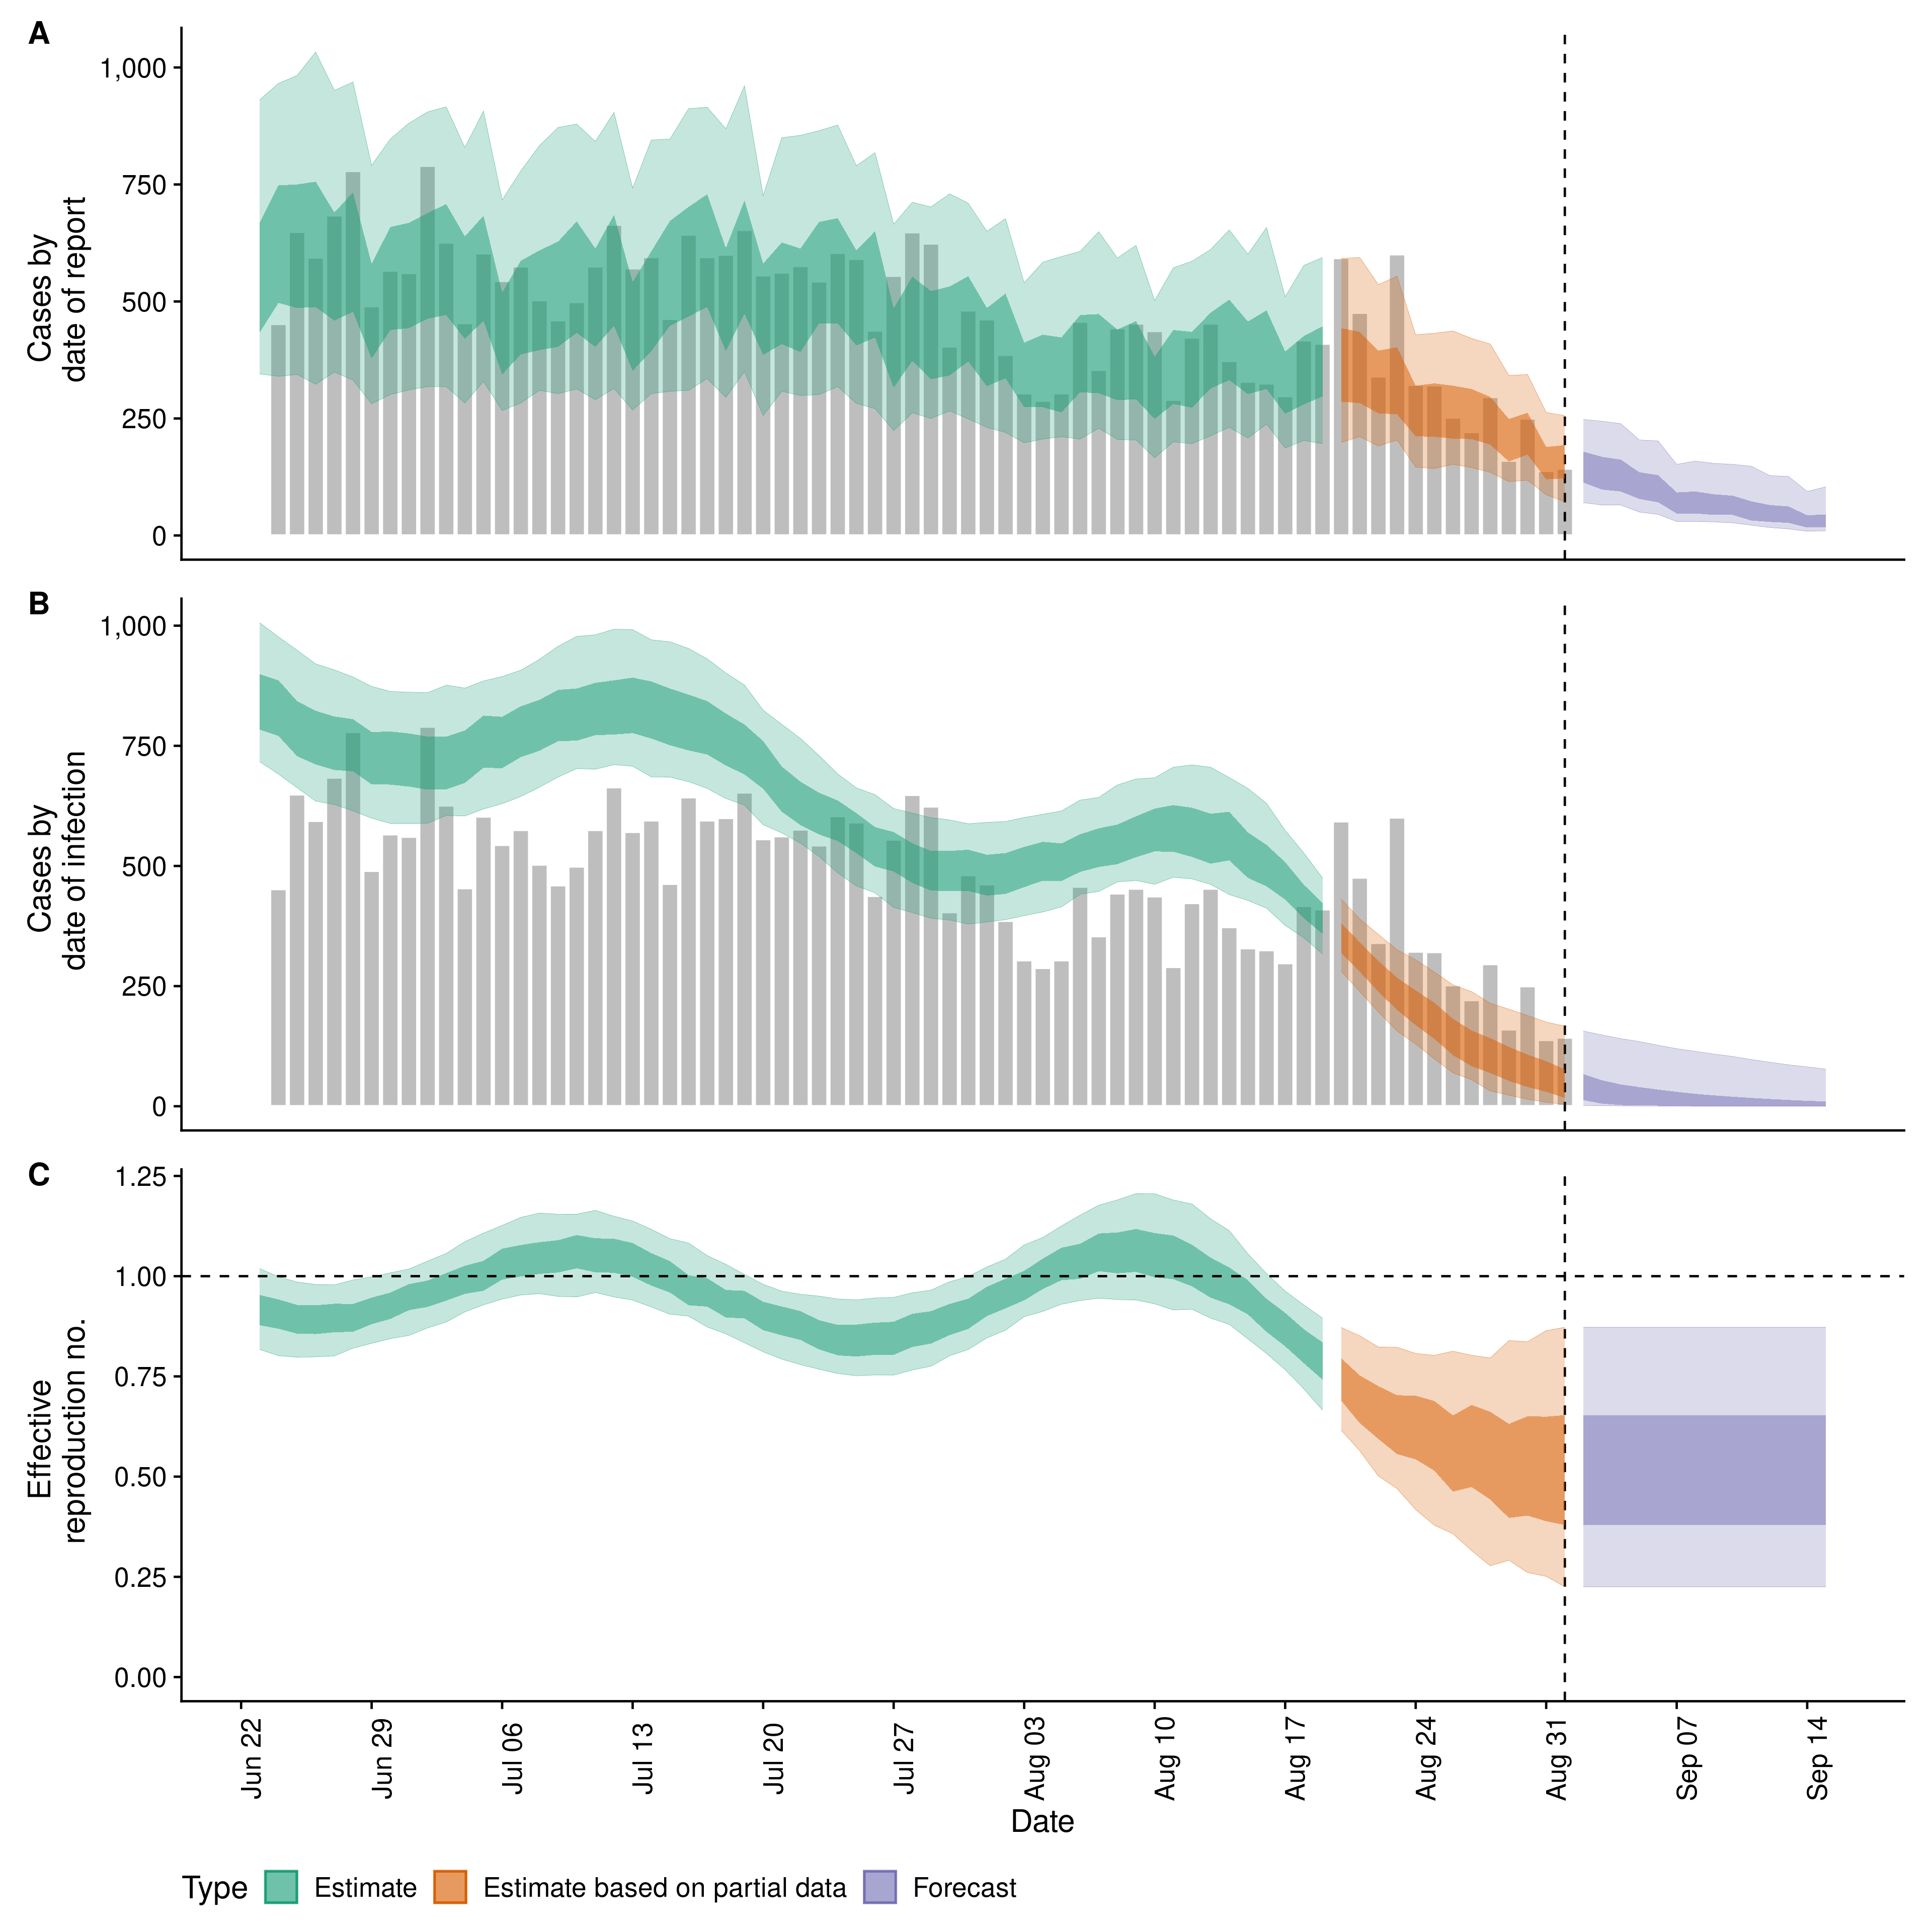 A
Cases by
date of report
1,000
750
500
250
0
B
Cases by
date of infection
1,000
750
500
250
0
C
Effective
reproduction no.
1.25
1.00
0.75
0.50
0.25
0.00
Jun 22
Jun 29
Jul 06
Jul 13
Jul 20
Jul 27
Aug 03
Aug 10
Aug 17
Aug 24
Aug 31
Sep 07
Sep 14
Date
Type Estimate Estimate based on partial data Forecast